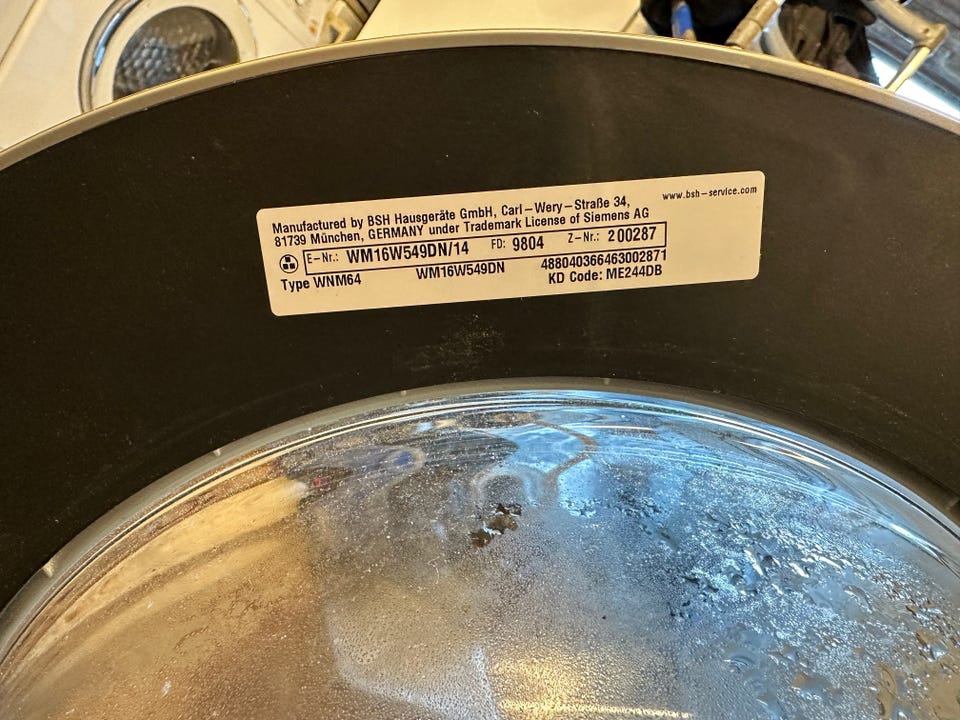 www.bsh-service.com
Manufactured by BSH Hausgeräte GmbH, Carl-Wery-Straße 34,
81739 München, GERMANY under Trademark License of Siemens AG
E-Nr.: WM16W549DN/14 FD: 9804 Z-Nr.: 200287
Type WNM64 WM16W549DN 488040366463002871
KD Code: ME244DB